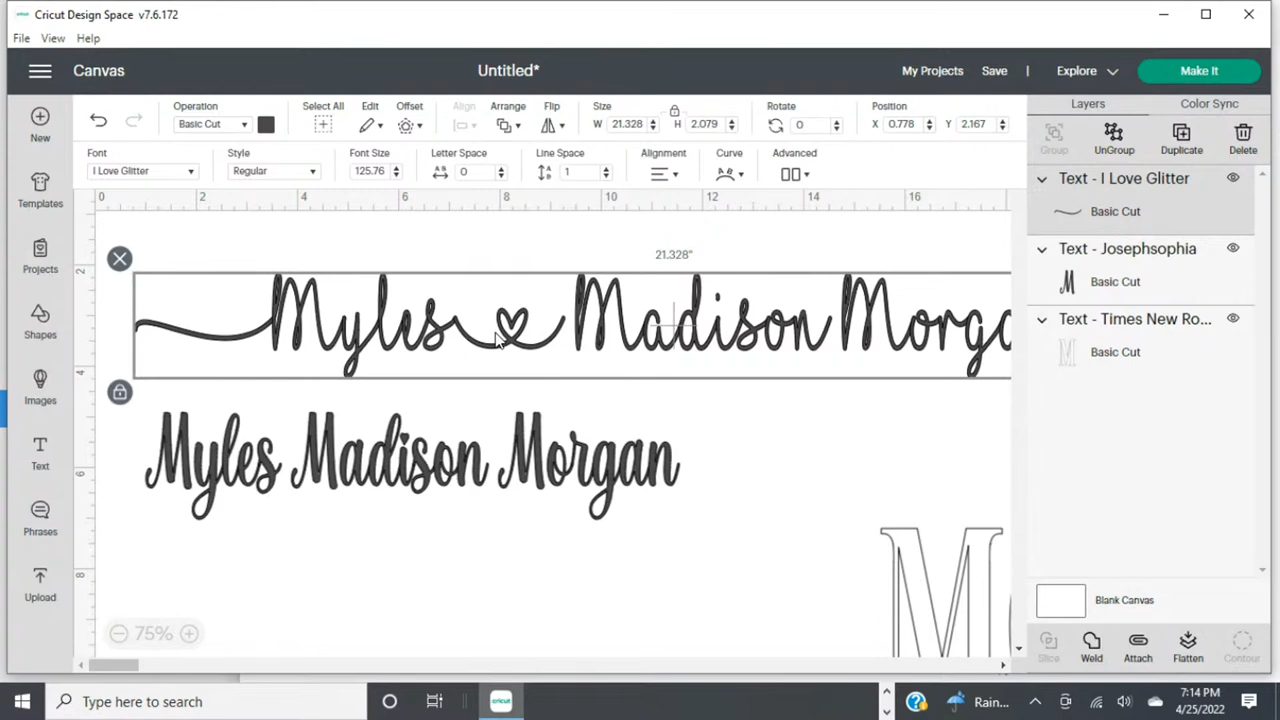 Cricut Design Space v7.6.172
File View Help
Canvas Untitled* My Projects Save | Explore Make It
Operation
Basic Cut
Select All Edit Offset Align Arrange Flip Size Rotate Position
W 21.328 H 2.079 0 X 0.778 Y 2.167
Font Style Font Size Letter Space Line Space Alignment Curve Advanced
I Love Glitter Regular 125.76 0 1
0 2 4 6 8 10 12 14 16
2
4
6
8
New
Templates
Projects
Shapes
Images
Text
Phrases
Upload
21.328"
Myles Madison Morga
Myles Madison Morgan
M
75%
Layers Color Sync
Group UnGroup Duplicate Delete
Text - I Love Glitter
Basic Cut
Text - Josephsophia
M Basic Cut
Text - Times New Ro...
M Basic Cut
Blank Canvas
Slice Weld Attach Flatten Contour
Type here to search
cricut
Rain...
7:14 PM
4/25/2022